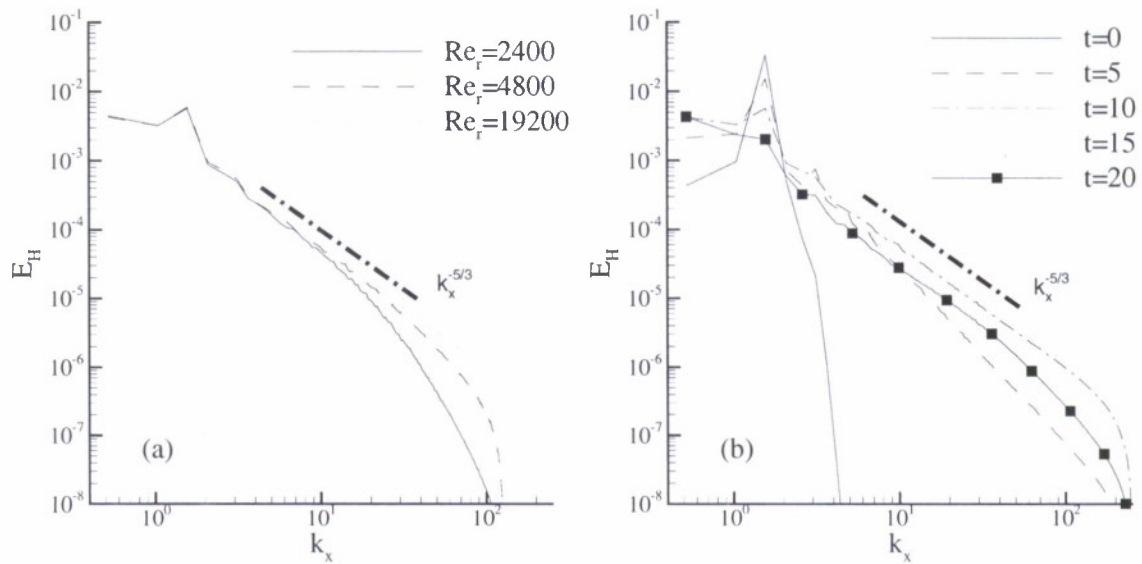 10^-1
10^-2
10^-3
10^-4
10^-5
10^-6
10^-7
10^-8
E_H
Re_r=2400
Re_r=4800
Re_r=19200
k_x^-5/3
(a)
10^0
10^1
10^2
k_x
10^-1
10^-2
10^-3
10^-4
10^-5
10^-6
10^-7
10^-8
E_H
t=0
t=5
t=10
t=15
t=20
k_x^-5/3
(b)
10^0
10^1
10^2
k_x